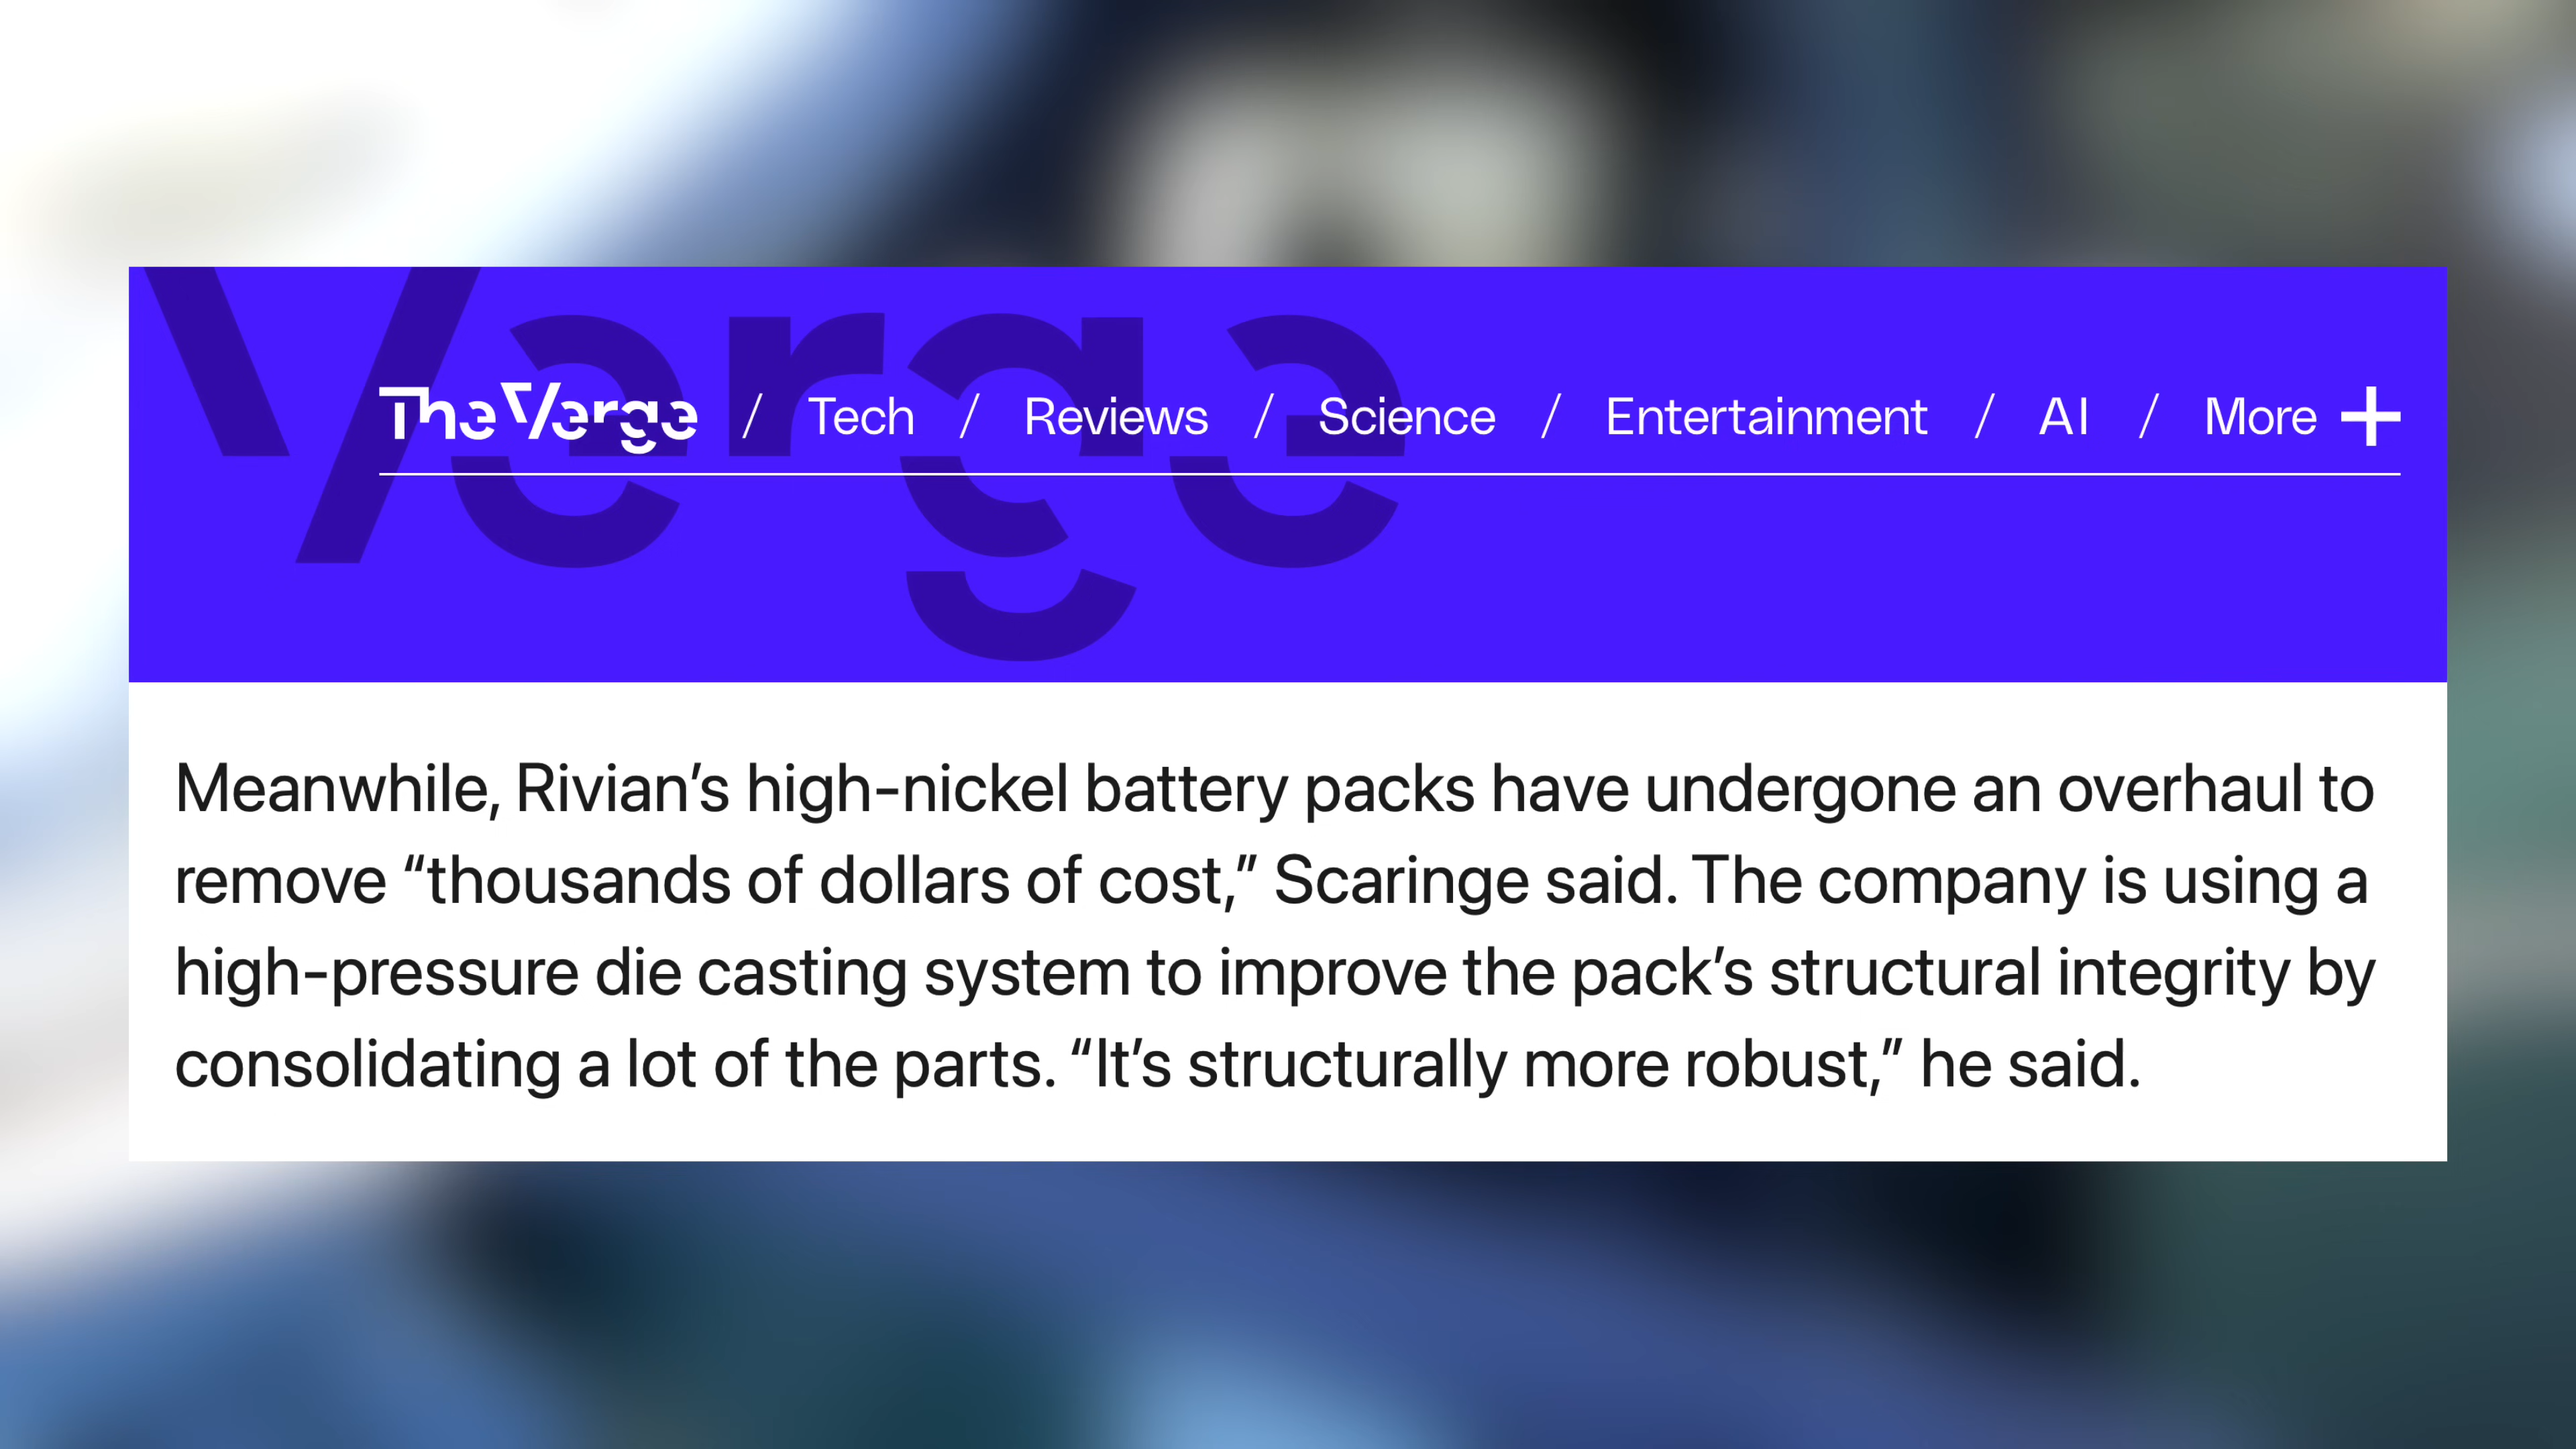 Verge
The Verge / Tech / Reviews / Science / Entertainment / AI / More +
Meanwhile, Rivian’s high-nickel battery packs have undergone an overhaul to
remove “thousands of dollars of cost,” Scaringe said. The company is using a
high-pressure die casting system to improve the pack’s structural integrity by
consolidating a lot of the parts. “It’s structurally more robust,” he said.